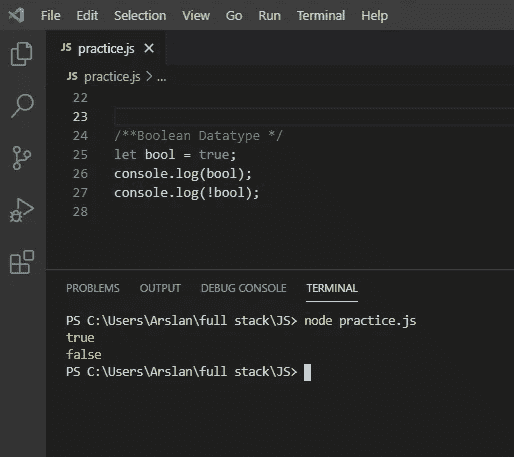 File Edit Selection View Go Run Terminal Help
JS practice.js
JS practice.js > ...
22
23
24 /**Boolean Datatype */
25 let bool = true;
26 console.log(bool);
27 console.log(!bool);
28
PROBLEMS OUTPUT DEBUG CONSOLE TERMINAL
PS C:\Users\Arslan\full stack\JS> node practice.js
true
false
PS C:\Users\Arslan\full stack\JS>